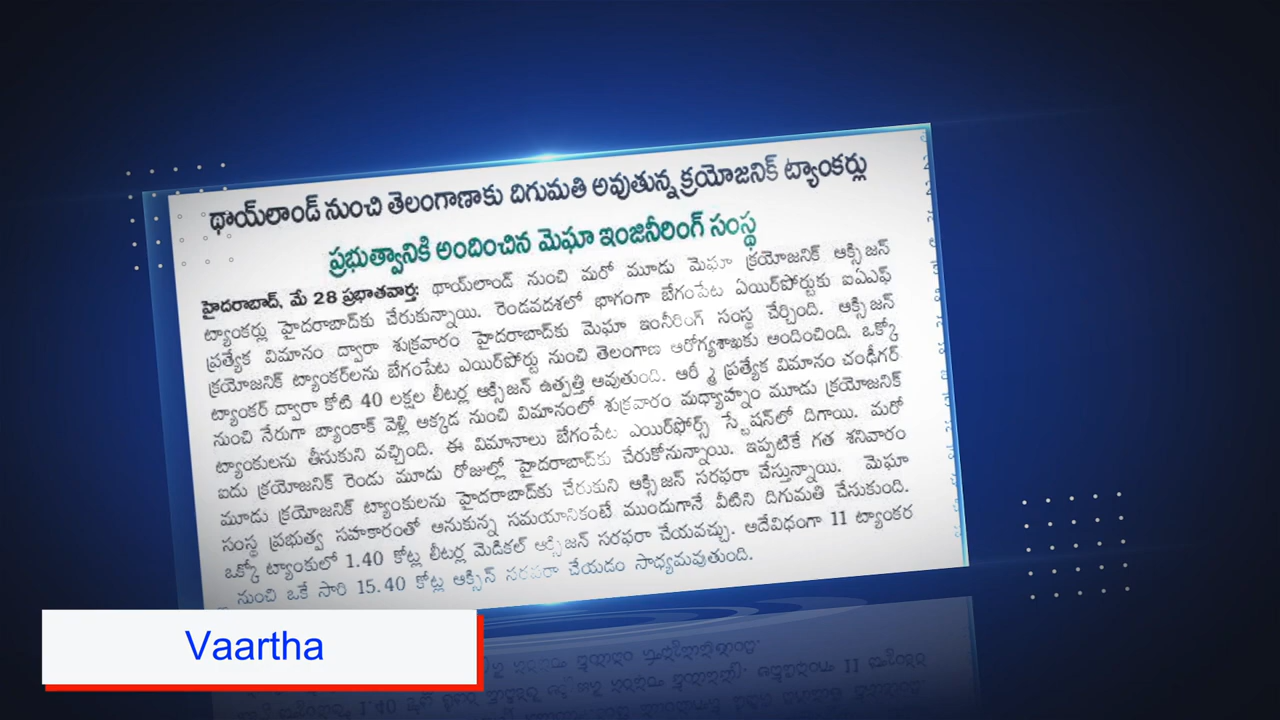 థాయ్‌లాండ్ నుంచి తెలంగాణాకు దిగుమతి అవుతున్న క్రయోజనిక్ ట్యాంకర్లు
ప్రభుత్వానికి అందించిన మెఘా ఇంజినీరింగ్ సంస్థ
హైదరాబాద్, మే 28 ప్రభాతవార్త: థాయ్‌లాండ్ నుంచి మరో మూడు మెఘా క్రయోజనిక్ ఆక్సిజన్
ట్యాంకర్లు హైదరాబాద్‌కు చేరుకున్నాయి. రెండవదశలో భాగంగా బేగంపేట ఏయిర్‌పోర్టుకు ఐఏఎఫ్
ప్రత్యేక విమానం ద్వారా శుక్రవారం హైదరాబాద్‌కు మెఘా ఇంనీరింగ్ సంస్థ చేర్చింది. ఆక్సిజన్
క్రయోజనిక్ ట్యాంకర్‌లను బేగంపేట ఎయిర్‌పోర్టు నుంచి తెలంగాణ ఆరోగ్యశాఖకు అందించింది. ఒక్కో
ట్యాంకర్ ద్వారా కోటి 40 లక్షల లీటర్ల ఆక్సిజన్ ఉత్పత్తి అవుతుంది. ఆర్మీ ప్రత్యేక విమానం చండీగర్
నుంచి నేరుగా బ్యాంకాక్ వెళ్లి అక్కడ నుంచి విమానంలో శుక్రవారం మధ్యాహ్నం మూడు క్రయోజనిక్
ట్యాంకులను తీసుకుని వచ్చింది. ఈ విమానాలు బేగంపేట ఎయిర్‌ఫోర్స్ స్టేషన్‌లో దిగాయి. మరో
ఐదు క్రయోజనిక్ రెండు మూడు రోజుల్లో హైదరాబాద్‌కు చేరుకోనున్నాయి. ఇప్పటికే గత శనివారం
మూడు క్రయోజనిక్ ట్యాంకులను హైదరాబాద్‌కు చేరుకుని ఆక్సిజన్ సరఫరా చేస్తున్నాయి. మెఘా
సంస్థ ప్రభుత్వ సహకారంతో అనుకున్న సమయానికంటే ముందుగానే వీటిని దిగుమతి చేసుకుంది.
ఒక్కో ట్యాంకులో 1.40 కోట్ల లీటర్ల మెడికల్ ఆక్సిజన్ సరఫరా చేయవచ్చు. అదేవిధంగా 11 ట్యాంకర
నుంచి ఒకే సారి 15.40 కోట్ల ఆక్సిన్ సరఫరా చేయడం సాధ్యమవుతుంది.
Vaartha